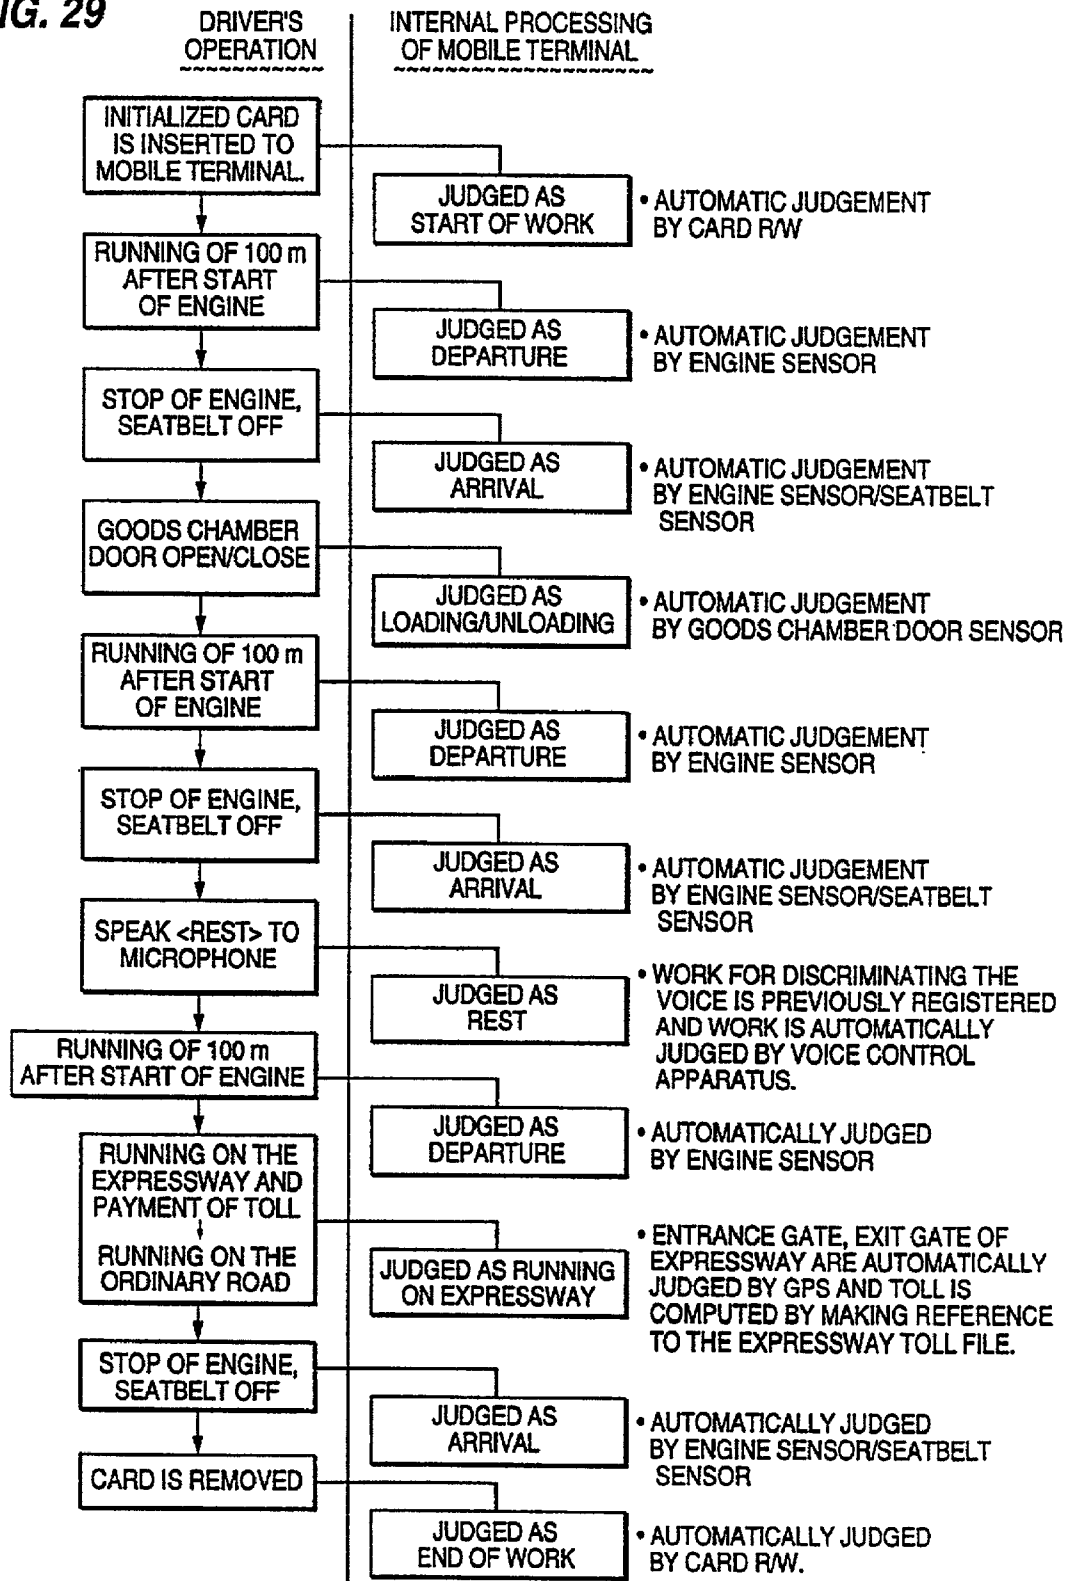 IG. 29
DRIVER'S
OPERATION
INTERNAL PROCESSING
OF MOBILE TERMINAL
INITIALIZED CARD
IS INSERTED TO
MOBILE TERMINAL.
JUDGED AS
START OF WORK
• AUTOMATIC JUDGEMENT
BY CARD R/W
RUNNING OF 100 m
AFTER START
OF ENGINE
JUDGED AS
DEPARTURE
• AUTOMATIC JUDGEMENT
BY ENGINE SENSOR
STOP OF ENGINE,
SEATBELT OFF
JUDGED AS
ARRIVAL
• AUTOMATIC JUDGEMENT
BY ENGINE SENSOR/SEATBELT
SENSOR
GOODS CHAMBER
DOOR OPEN/CLOSE
JUDGED AS
LOADING/UNLOADING
• AUTOMATIC JUDGEMENT
BY GOODS CHAMBER DOOR SENSOR
RUNNING OF 100 m
AFTER START
OF ENGINE
JUDGED AS
DEPARTURE
• AUTOMATIC JUDGEMENT
BY ENGINE SENSOR
STOP OF ENGINE,
SEATBELT OFF
JUDGED AS
ARRIVAL
• AUTOMATIC JUDGEMENT
BY ENGINE SENSOR/SEATBELT
SENSOR
SPEAK <REST> TO
MICROPHONE
JUDGED AS
REST
• WORK FOR DISCRIMINATING THE
VOICE IS PREVIOUSLY REGISTERED
AND WORK IS AUTOMATICALLY
JUDGED BY VOICE CONTROL
APPARATUS.
RUNNING OF 100 m
AFTER START OF ENGINE
JUDGED AS
DEPARTURE
• AUTOMATICALLY JUDGED
BY ENGINE SENSOR
RUNNING ON THE
EXPRESSWAY AND
PAYMENT OF TOLL
RUNNING ON THE
ORDINARY ROAD
JUDGED AS RUNNING
ON EXPRESSWAY
• ENTRANCE GATE, EXIT GATE OF
EXPRESSWAY ARE AUTOMATICALLY
JUDGED BY GPS AND TOLL IS
COMPUTED BY MAKING REFERENCE
TO THE EXPRESSWAY TOLL FILE.
STOP OF ENGINE,
SEATBELT OFF
JUDGED AS
ARRIVAL
• AUTOMATICALLY JUDGED
BY ENGINE SENSOR/SEATBELT
SENSOR
CARD IS REMOVED
JUDGED AS
END OF WORK
• AUTOMATICALLY JUDGED
BY CARD R/W.